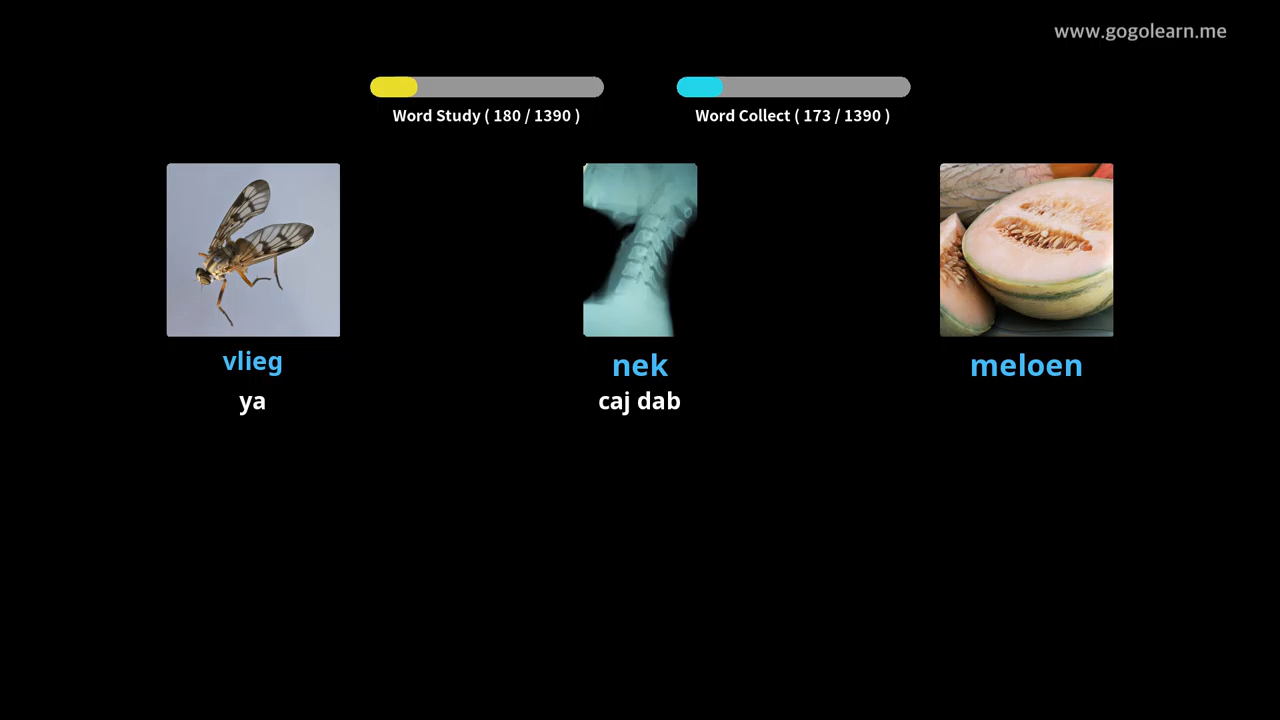 www.gogolearn.me
Word Study ( 180 / 1390 )
Word Collect ( 173 / 1390 )
vlieg
ya
nek
caj dab
meloen